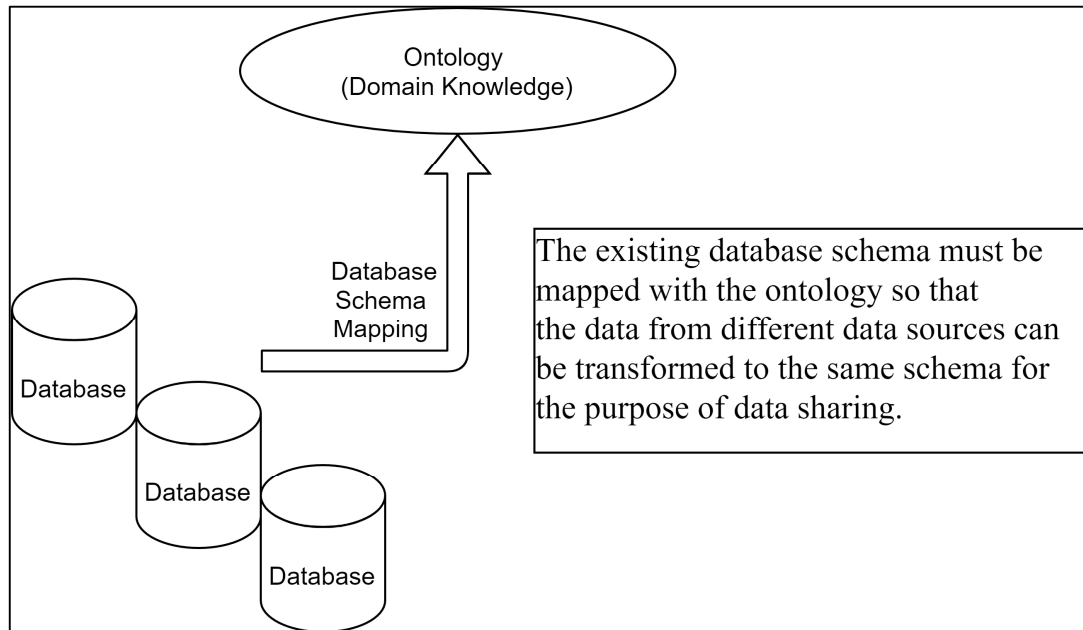 Ontology
(Domain Knowledge)
Database
Schema
Mapping
The existing database schema must be
mapped with the ontology so that
the data from different data sources can
be transformed to the same schema for
the purpose of data sharing.
Database
Database
Database